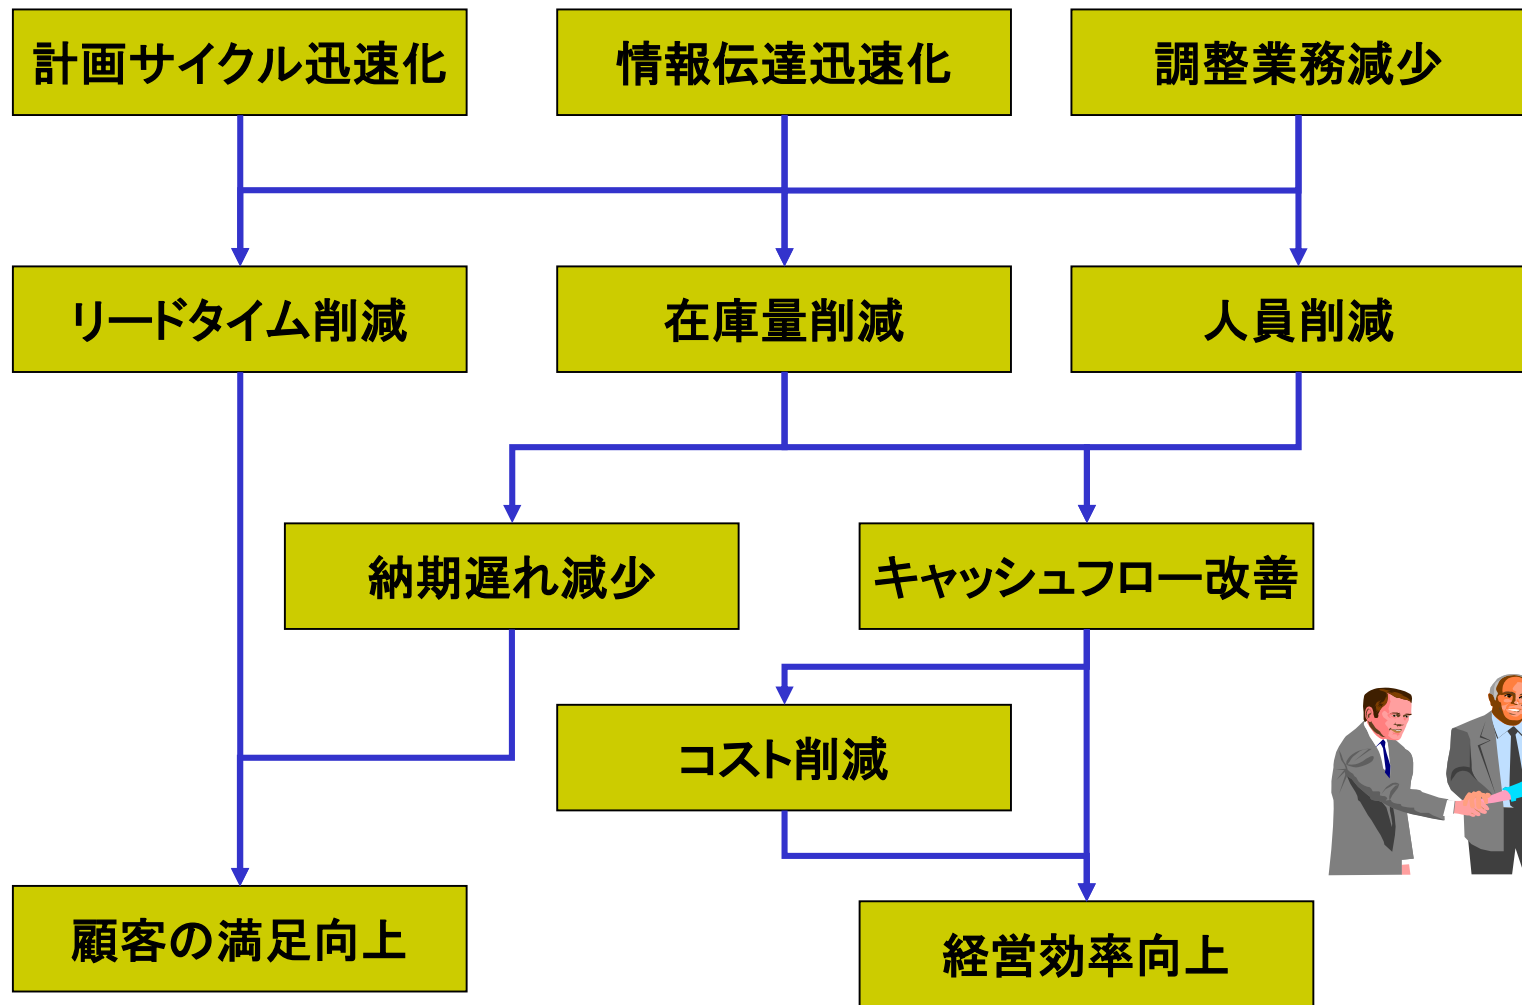 計画サイクル迅速化
情報伝達迅速化
調整業務減少
リードタイム削減
在庫量削減
人員削減
納期遅れ減少
キャッシュフロー改善
コスト削減
顧客の満足向上
経営効率向上